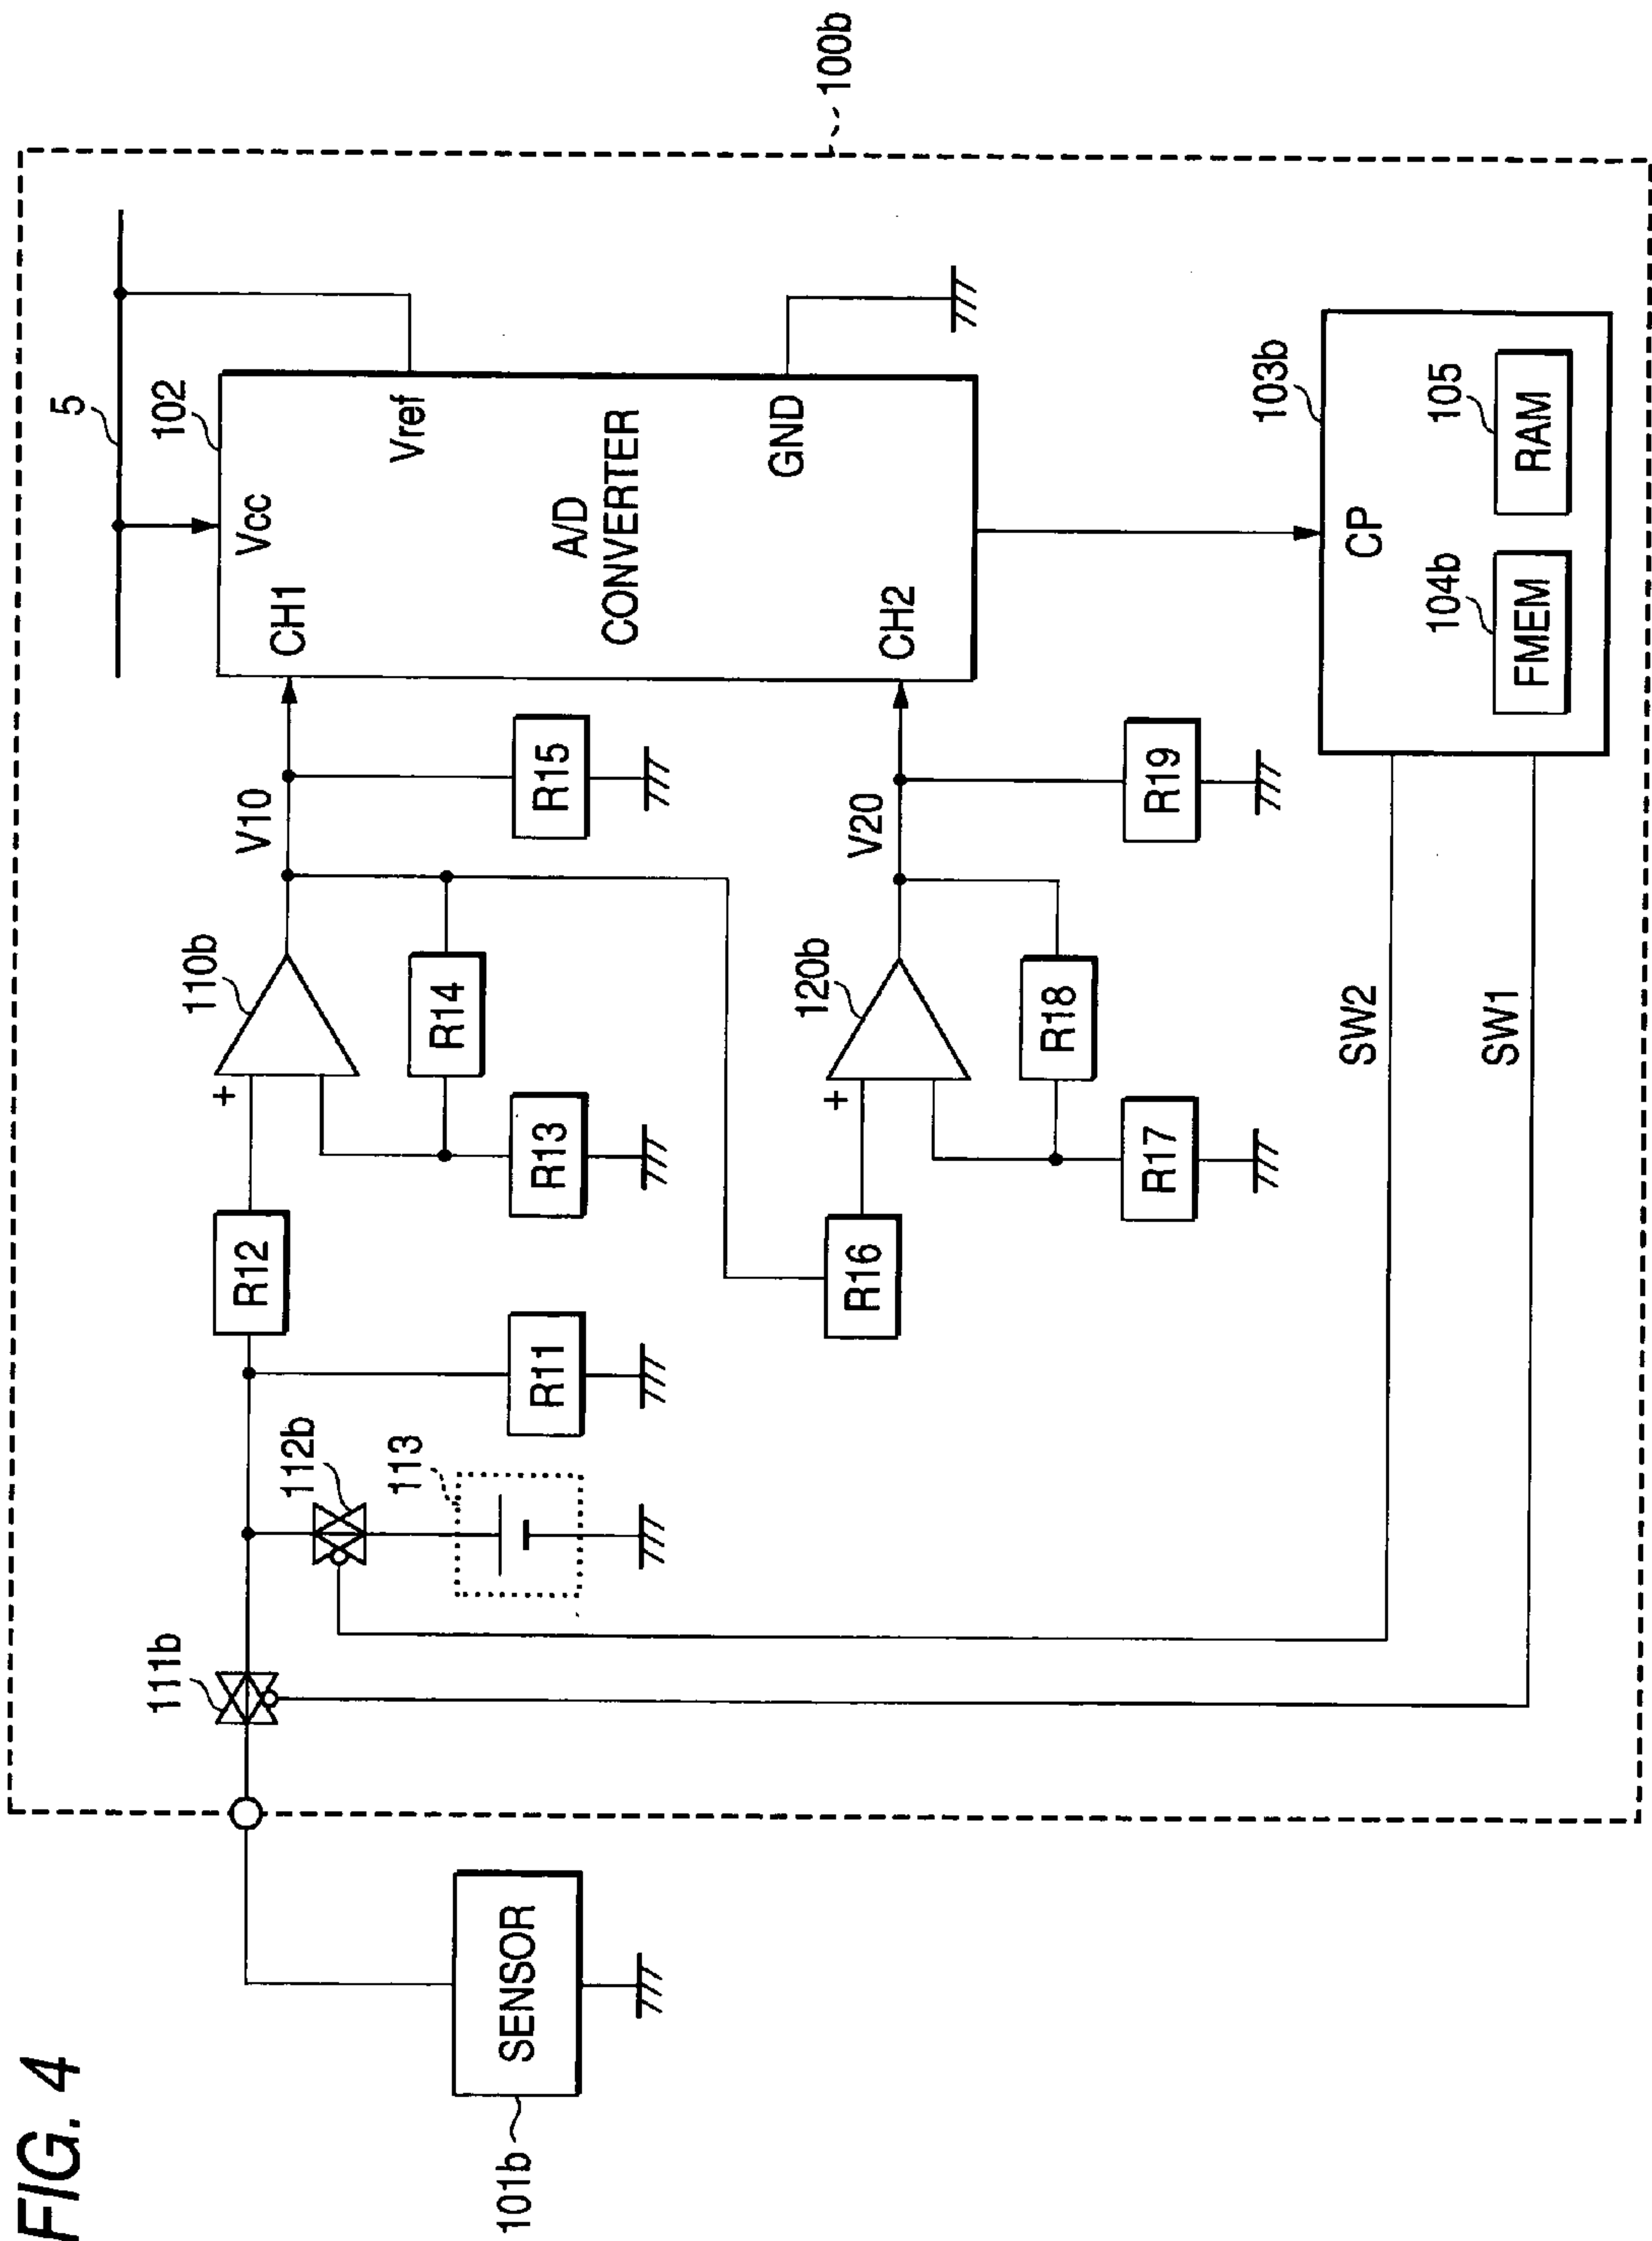 FIG. 4
100b
5
102
Vcc
Vref
CH1
A/D
CONVERTER
GND
CH2
V10
R15
110b
+
R14
R13
R12
R11
112b
113
111b
SENSOR
101b
V20
R19
120b
+
R18
R17
R16
103b
CP
105
RAM
104b
FMEM
SW2
SW1